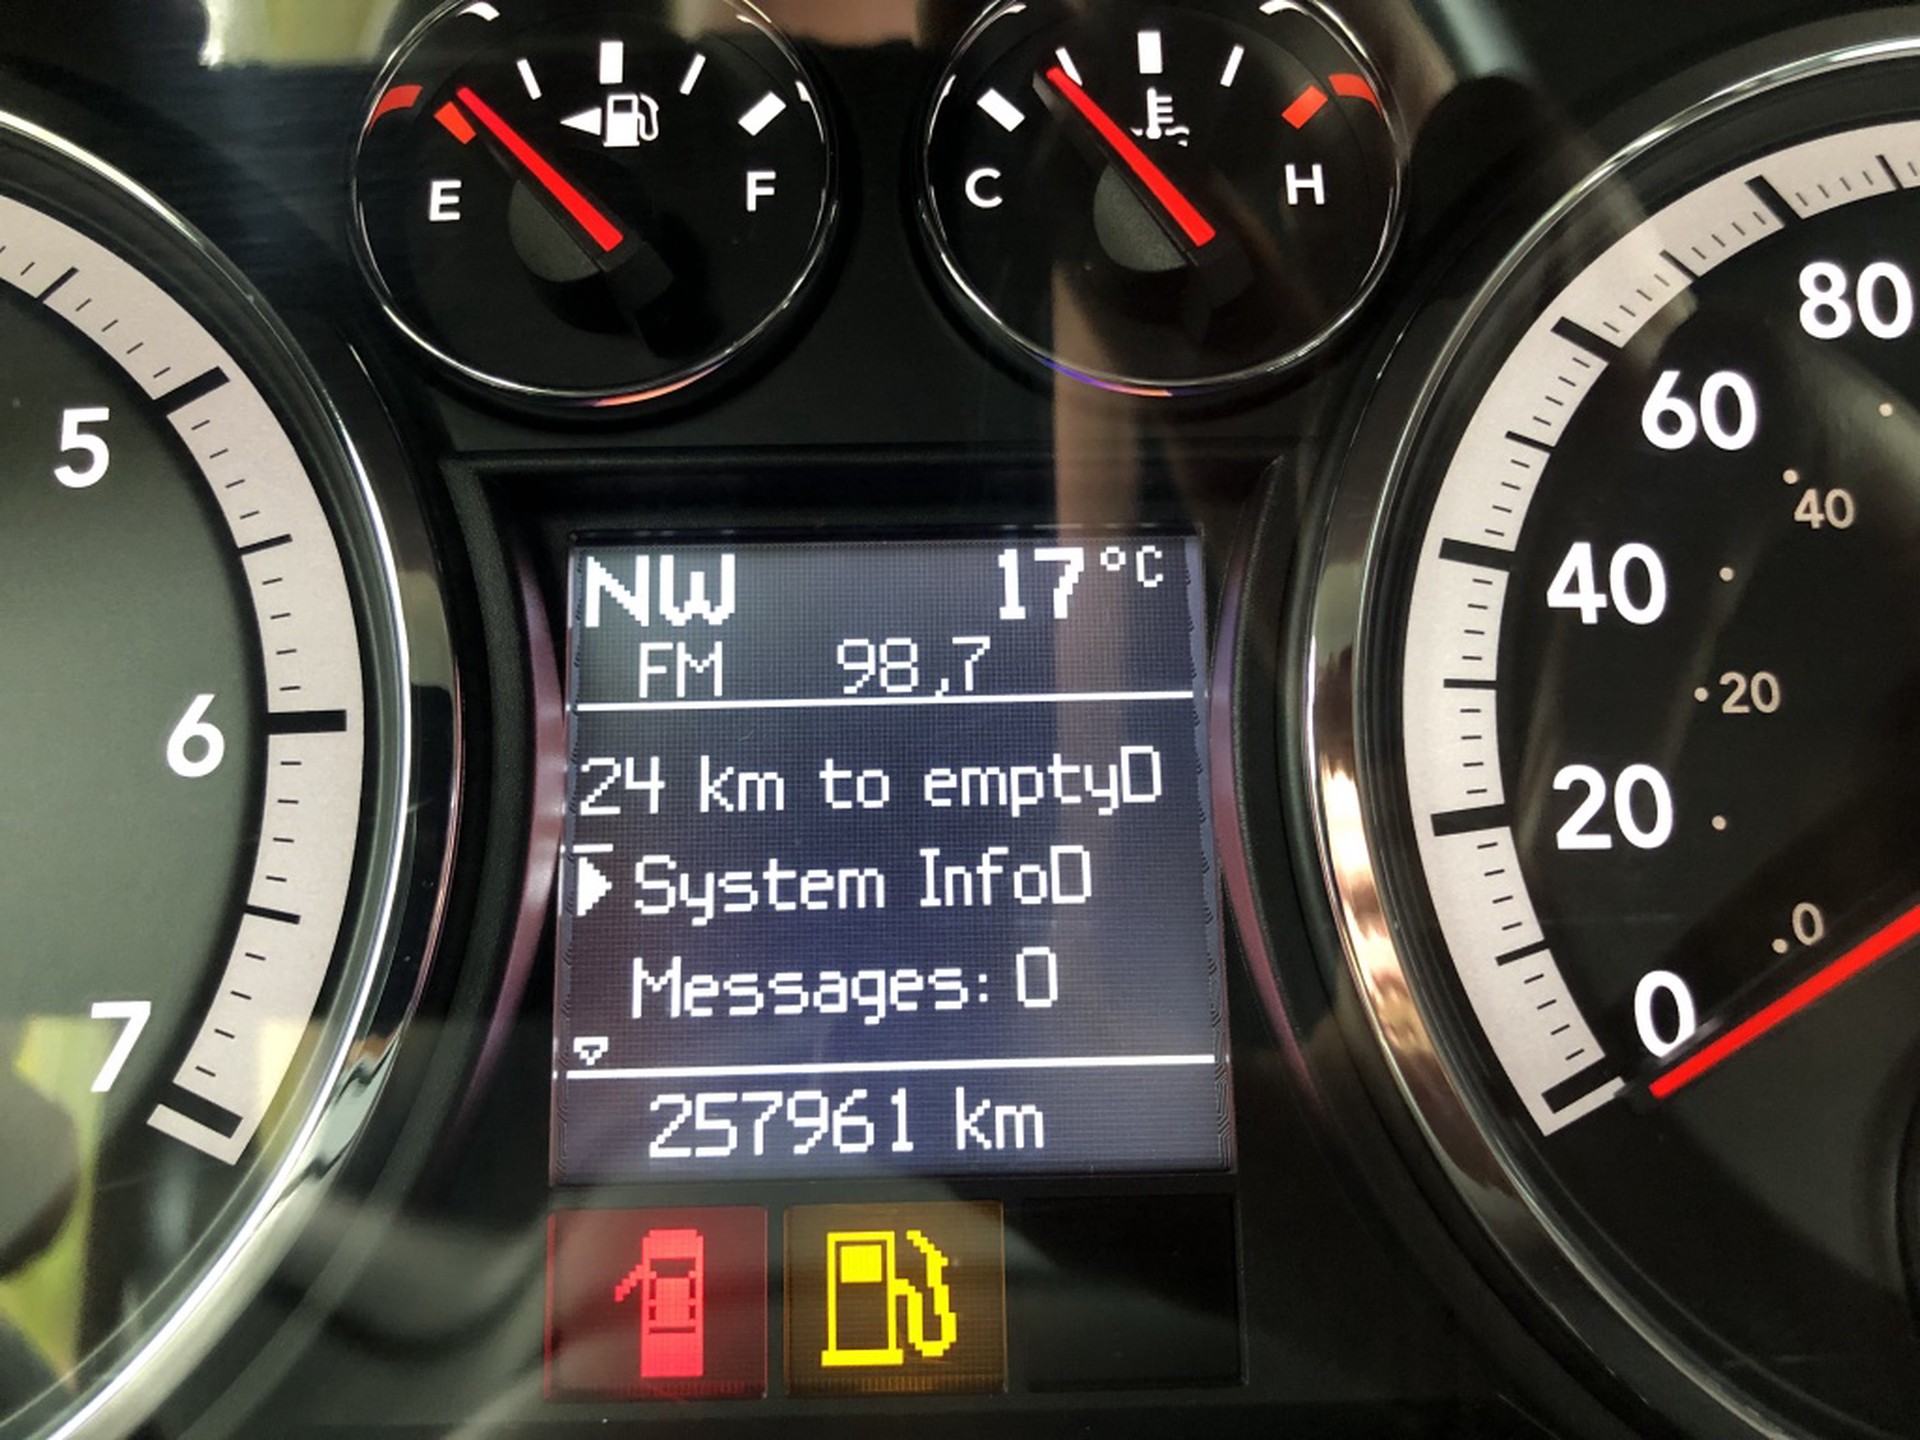 E F
C H
5
6
7
80
60
40
20
0
40
20
0
NW 17°C
FM 98,7
24 km to empty▯
System Info▯
Messages: 0
257961 km